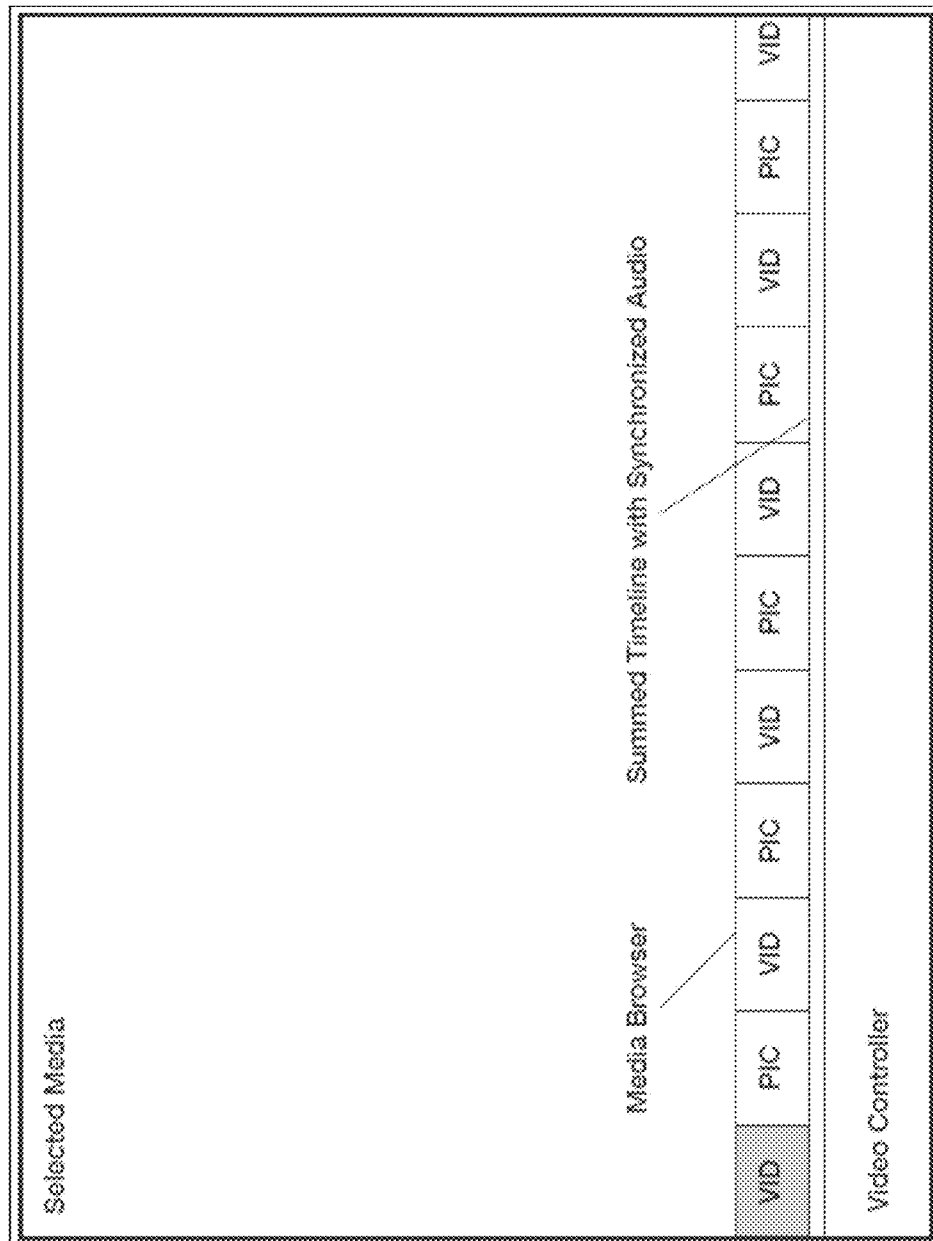 Selected Media
Media Browser
Summed Timeline with Synchronized Audio
VID PIC VID PIC VID PIC VID PIC VID PIC VID
Video Controller